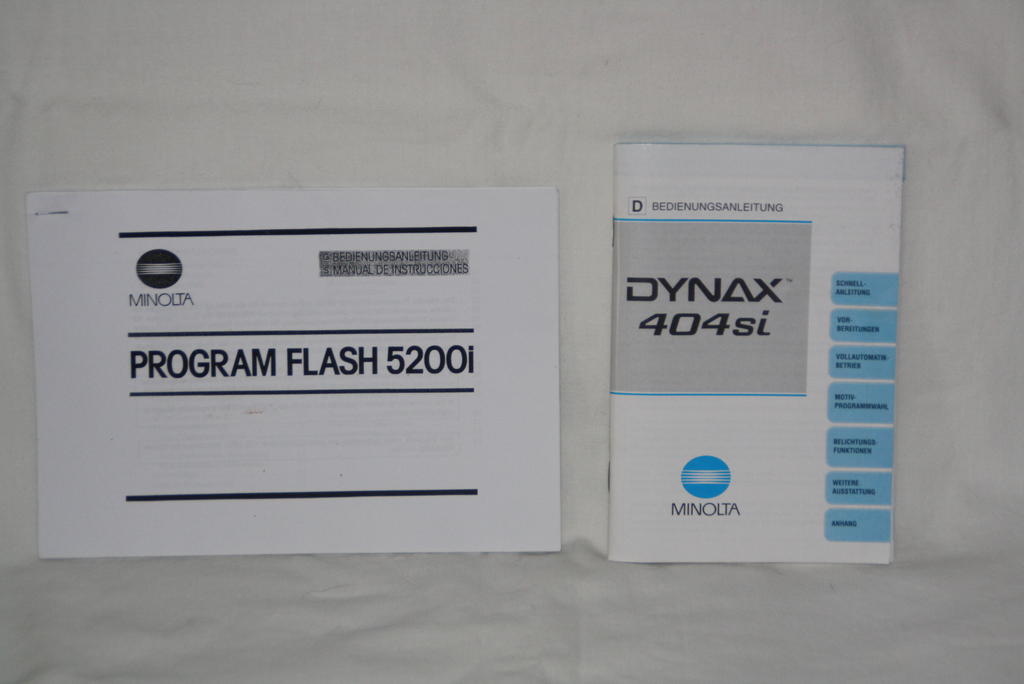 MINOLTA
G BEDIENUNGSANLEITUNG
S MANUAL DE INSTRUCCIONES
PROGRAM FLASH 5200i
D BEDIENUNGSANLEITUNG
DYNAX™
404si
MINOLTA
SCHNELL-
ANLEITUNG
VOR-
BEREITUNGEN
VOLLAUTOMATIK-
BETRIEB
MOTIV-
PROGRAMMWAHL
BELICHTUNGS-
FUNKTIONEN
WEITERE
AUSSTATTUNG
ANHANG